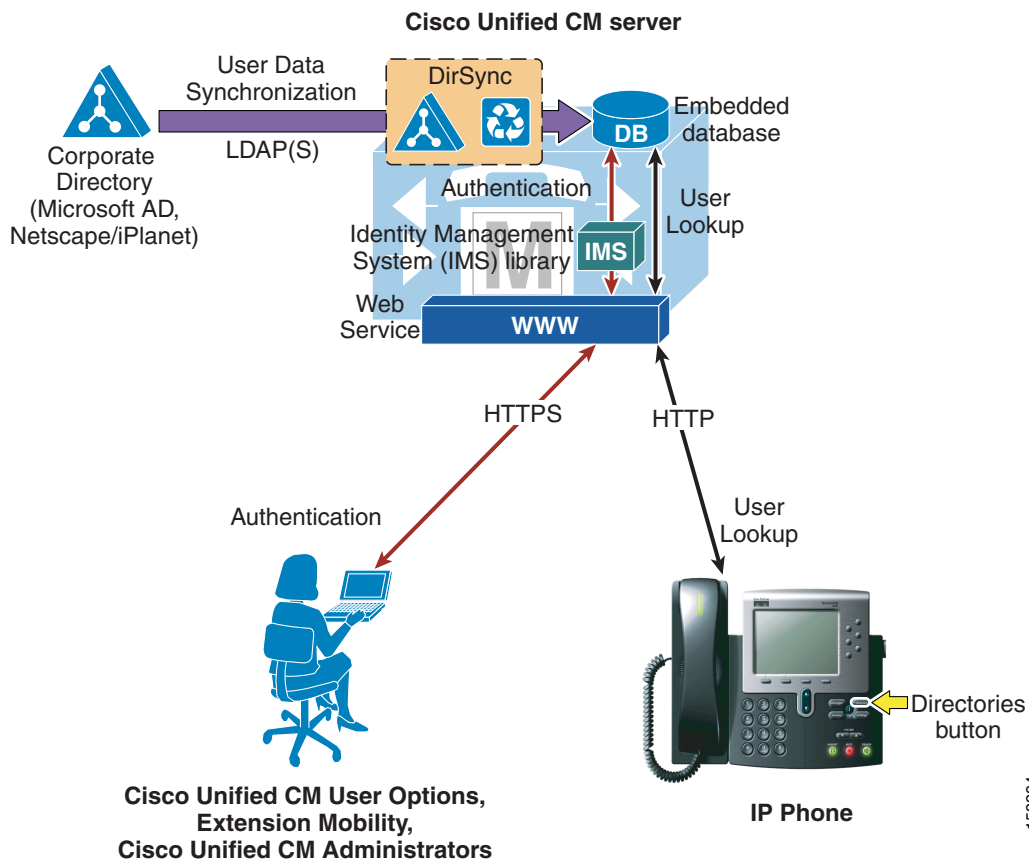 Cisco Unified CM server
User Data
Synchronization
LDAP(S)
DirSync
DB
Embedded
database
Corporate
Directory
(Microsoft AD,
Netscape/iPlanet)
Authentication
User
Lookup
Identity Management
System (IMS) library
IMS
M
Web
Service
WWW
HTTPS
HTTP
Authentication
User
Lookup
Directories
button
Cisco Unified CM User Options,
Extension Mobility,
Cisco Unified CM Administrators
IP Phone